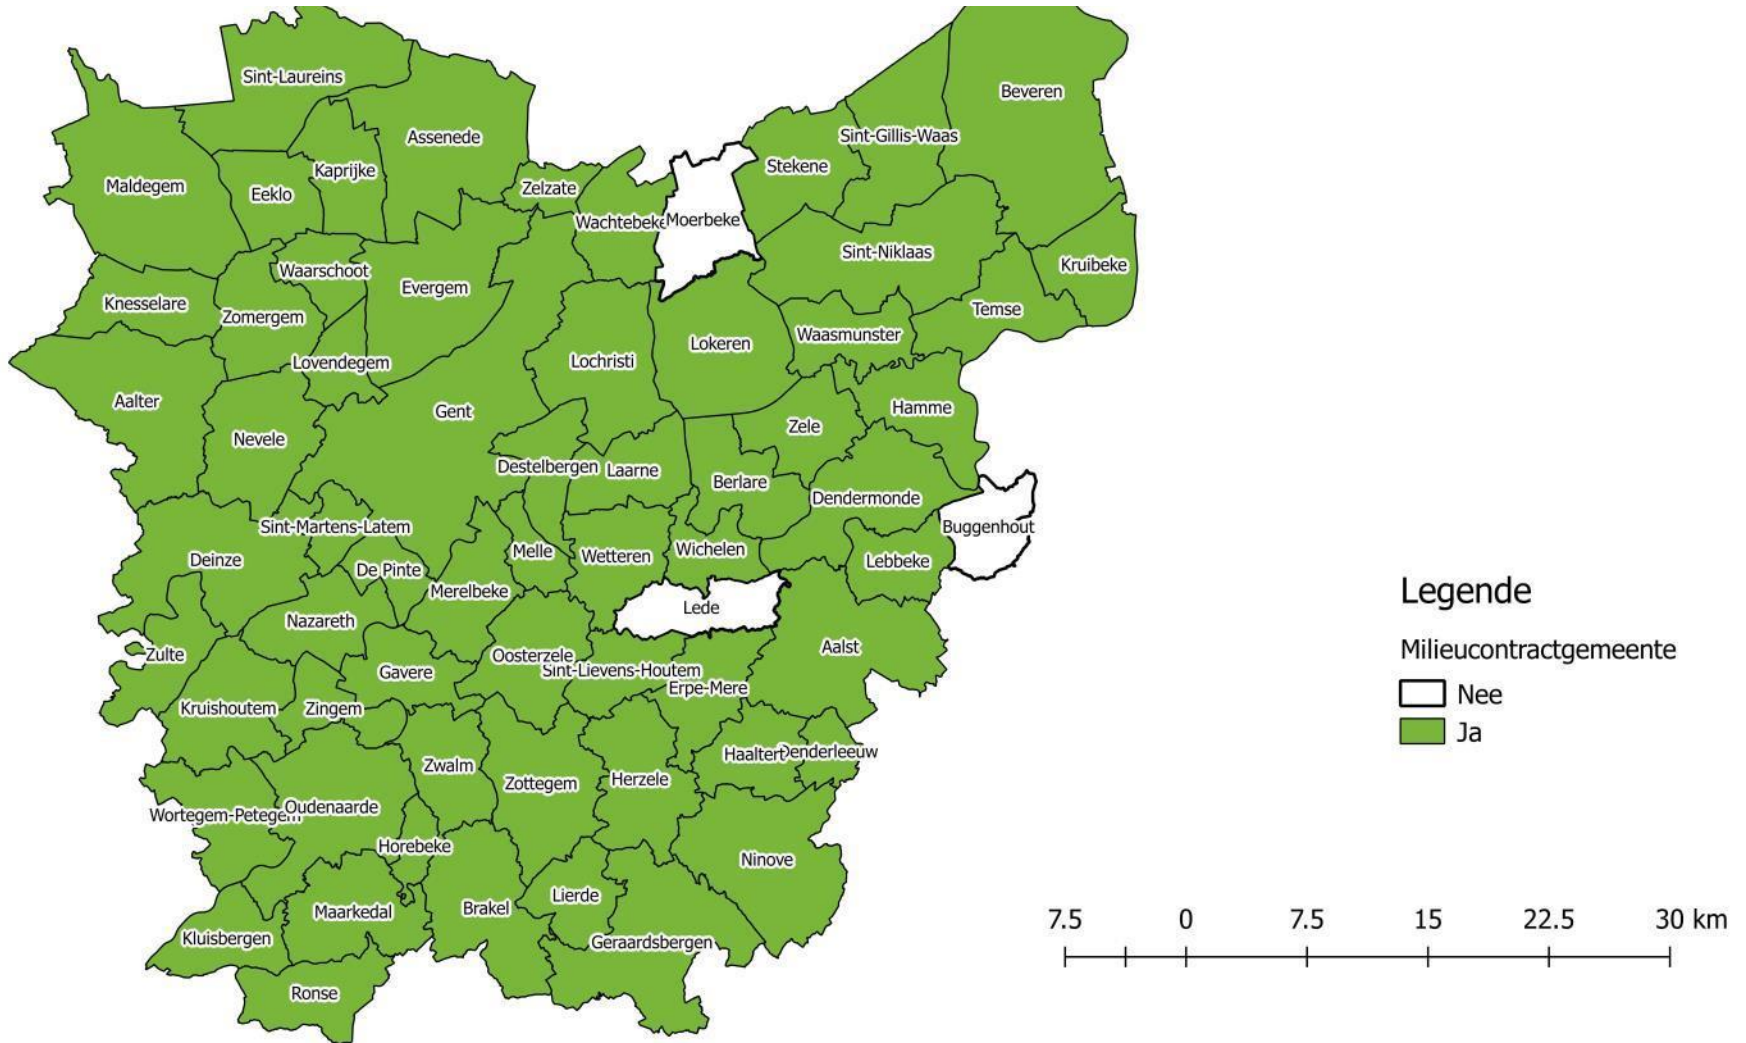 Sint-Laureins
Beveren
Assenede
Sint-Gillis-Waas
Stekene
Kaprijke
Maldegem
Eeklo
Zelzate
Wachtebeke
Moerbeke
Sint-Niklaas
Kruibeke
Waarschoot
Evergem
Knesselare
Zomergem
Temse
Waasmunster
Lokeren
Lochristi
Lovendegem
Aalter
Gent
Hamme
Zele
Nevele
Destelbergen
Laarne
Berlare
Dendermonde
Sint-Martens-Latem
Buggenhout
Melle
Wetteren
Wichelen
Deinze
De Pinte
Lebbeke
Merelbeke
Lede
Nazareth
Aalst
Zulte
Oosterzele
Sint-Lievens-Houtem
Gavere
Erpe-Mere
Kruishoutem
Zingem
Haaltert
Denderleeuw
Zwalm
Zottegem
Herzele
Oudenaarde
Wortegem-Petegem
Horebeke
Ninove
Lierde
Maarkedal
Brakel
Kluisbergen
Geraardsbergen
Ronse
Legende
Milieucontractgemeente
Nee
Ja
7.5 0 7.5 15 22.5 30 km